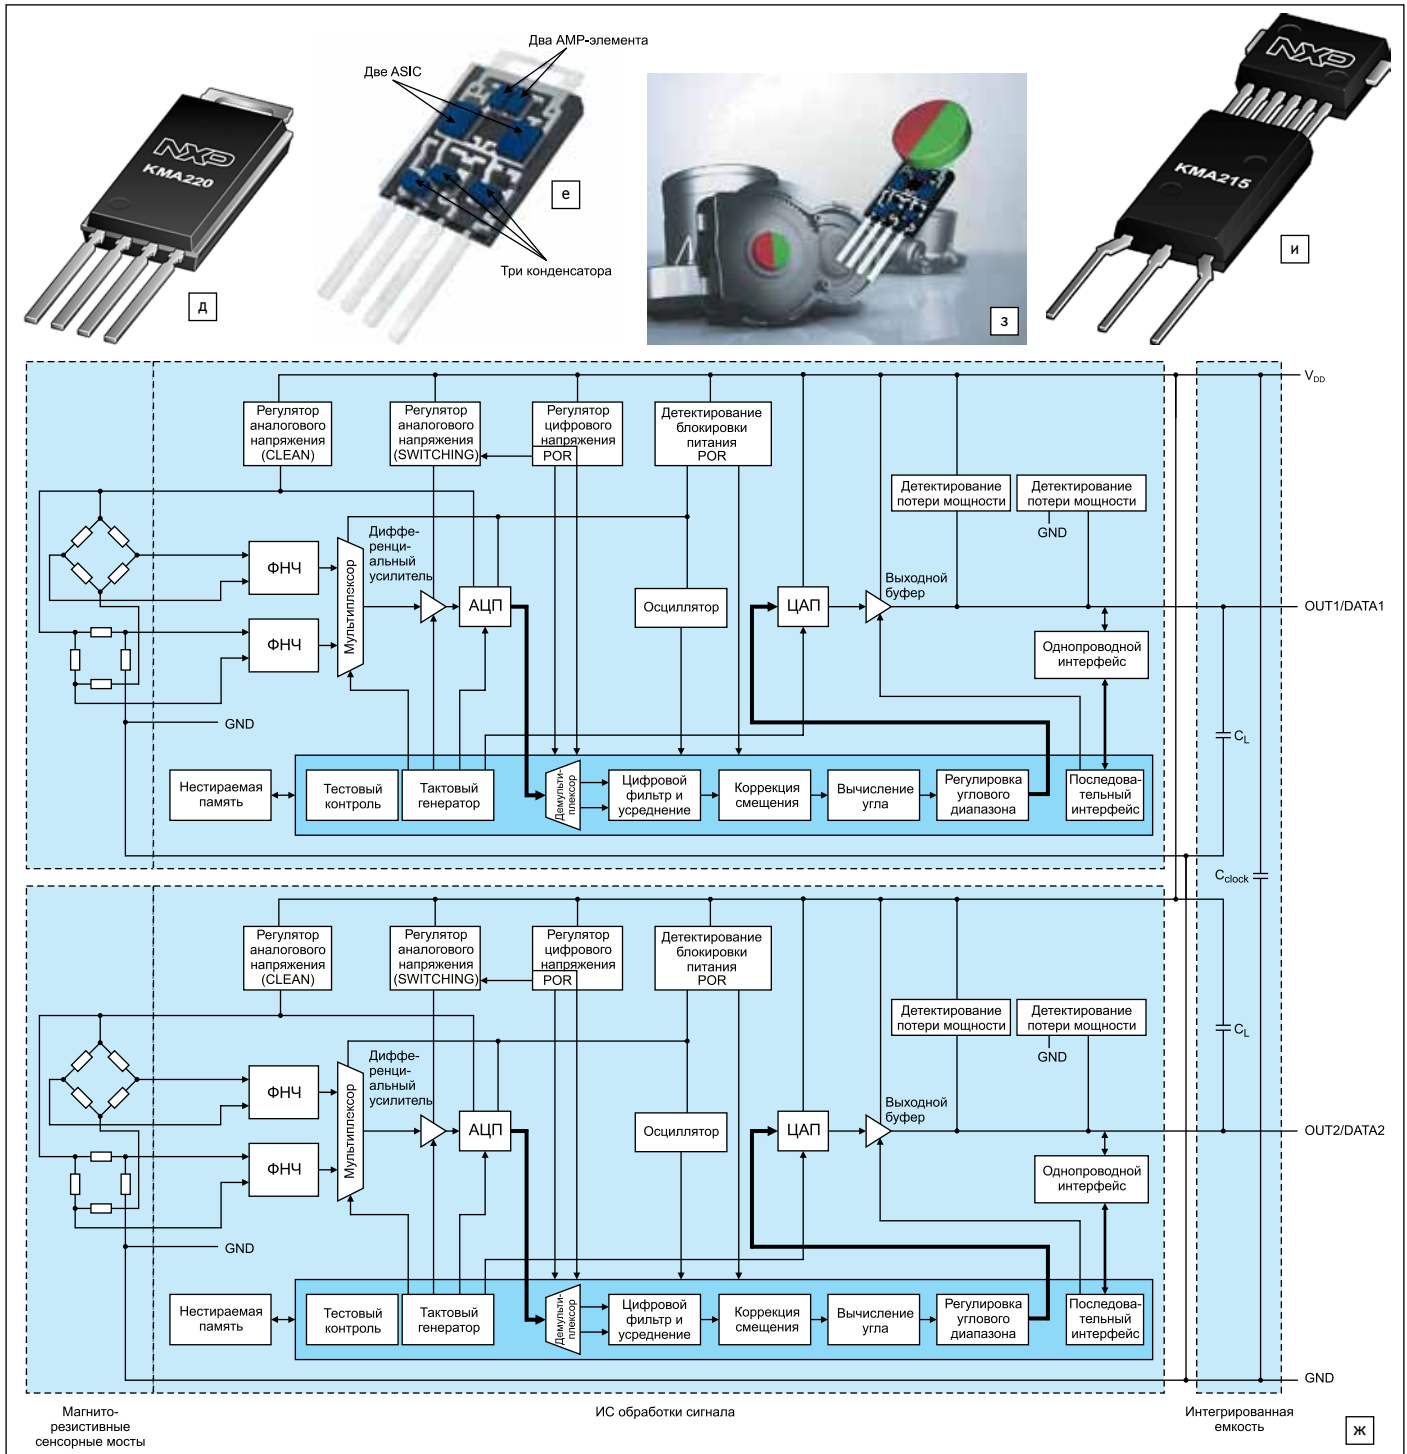 Два АМР-элемента
Две ASIC
NXP
KMA220
д
е
Три конденсатора
з
NXP
KMA215
и
VDD
Регулятор
аналогового
напряжения
(CLEAN)
Регулятор
аналогового
напряжения
(SWITCHING)
Регулятор
цифрового
напряжения
POR
Детектирование
блокировки
питания
POR
Детектирование
потери мощности
Детектирование
потери мощности
GND
ФНЧ
ФНЧ
Мультиплексор
Диффе-
ренци-
альный
усилитель
АЦП
Осциллятор
ЦАП
Выходной
буфер
OUT1/DATA1
Однопроводной
интерфейс
GND
CL
Нестираемая
память
Тестовый
контроль
Тактовый
генератор
Демульти-
плексор
Цифровой
фильтр и
усреднение
Коррекция
смещения
Вычисление
угла
Регулировка
углового
диапазона
Последова-
тельный
интерфейс
Cclock
Регулятор
аналогового
напряжения
(CLEAN)
Регулятор
аналогового
напряжения
(SWITCHING)
Регулятор
цифрового
напряжения
POR
Детектирование
блокировки
питания
POR
Детектирование
потери мощности
Детектирование
потери мощности
GND
CL
ФНЧ
ФНЧ
Мультиплексор
Диффе-
ренци-
альный
усилитель
АЦП
Осциллятор
ЦАП
Выходной
буфер
OUT2/DATA2
Однопроводной
интерфейс
GND
Нестираемая
память
Тестовый
контроль
Тактовый
генератор
Демульти-
плексор
Цифровой
фильтр и
усреднение
Коррекция
смещения
Вычисление
угла
Регулировка
углового
диапазона
Последова-
тельный
интерфейс
GND
Магнито-
резистивные
сенсорные мосты
ИС обработки сигнала
Интегрированная
емкость
ж